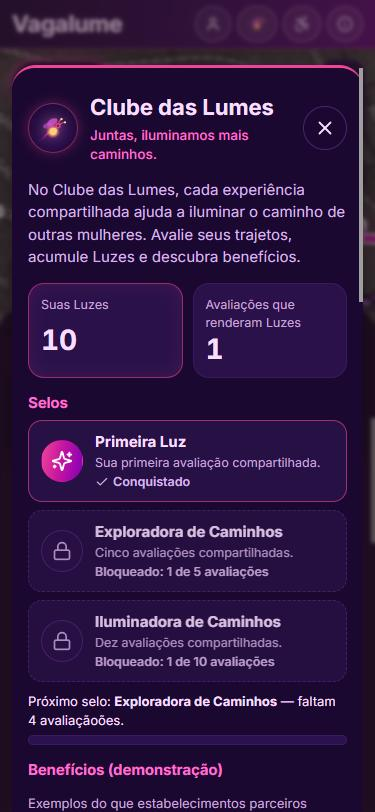 Vagalume
Clube das Lumes
Juntas, iluminamos mais
caminhos.
No Clube das Lumes, cada experiência
compartilhada ajuda a iluminar o caminho de
outras mulheres. Avalie seus trajetos,
acumule Luzes e descubra benefícios.
Suas Luzes
10
Avaliações que
renderam Luzes
1
Selos
Primeira Luz
Sua primeira avaliação compartilhada.
Conquistado
Exploradora de Caminhos
Cinco avaliações compartilhadas.
Bloqueado: 1 de 5 avaliações
Iluminadora de Caminhos
Dez avaliações compartilhadas.
Bloqueado: 1 de 10 avaliações
Próximo selo: Exploradora de Caminhos — faltam
4 avaliaçãoões.
Benefícios (demonstração)
Exemplos do que estabelecimentos parceiros